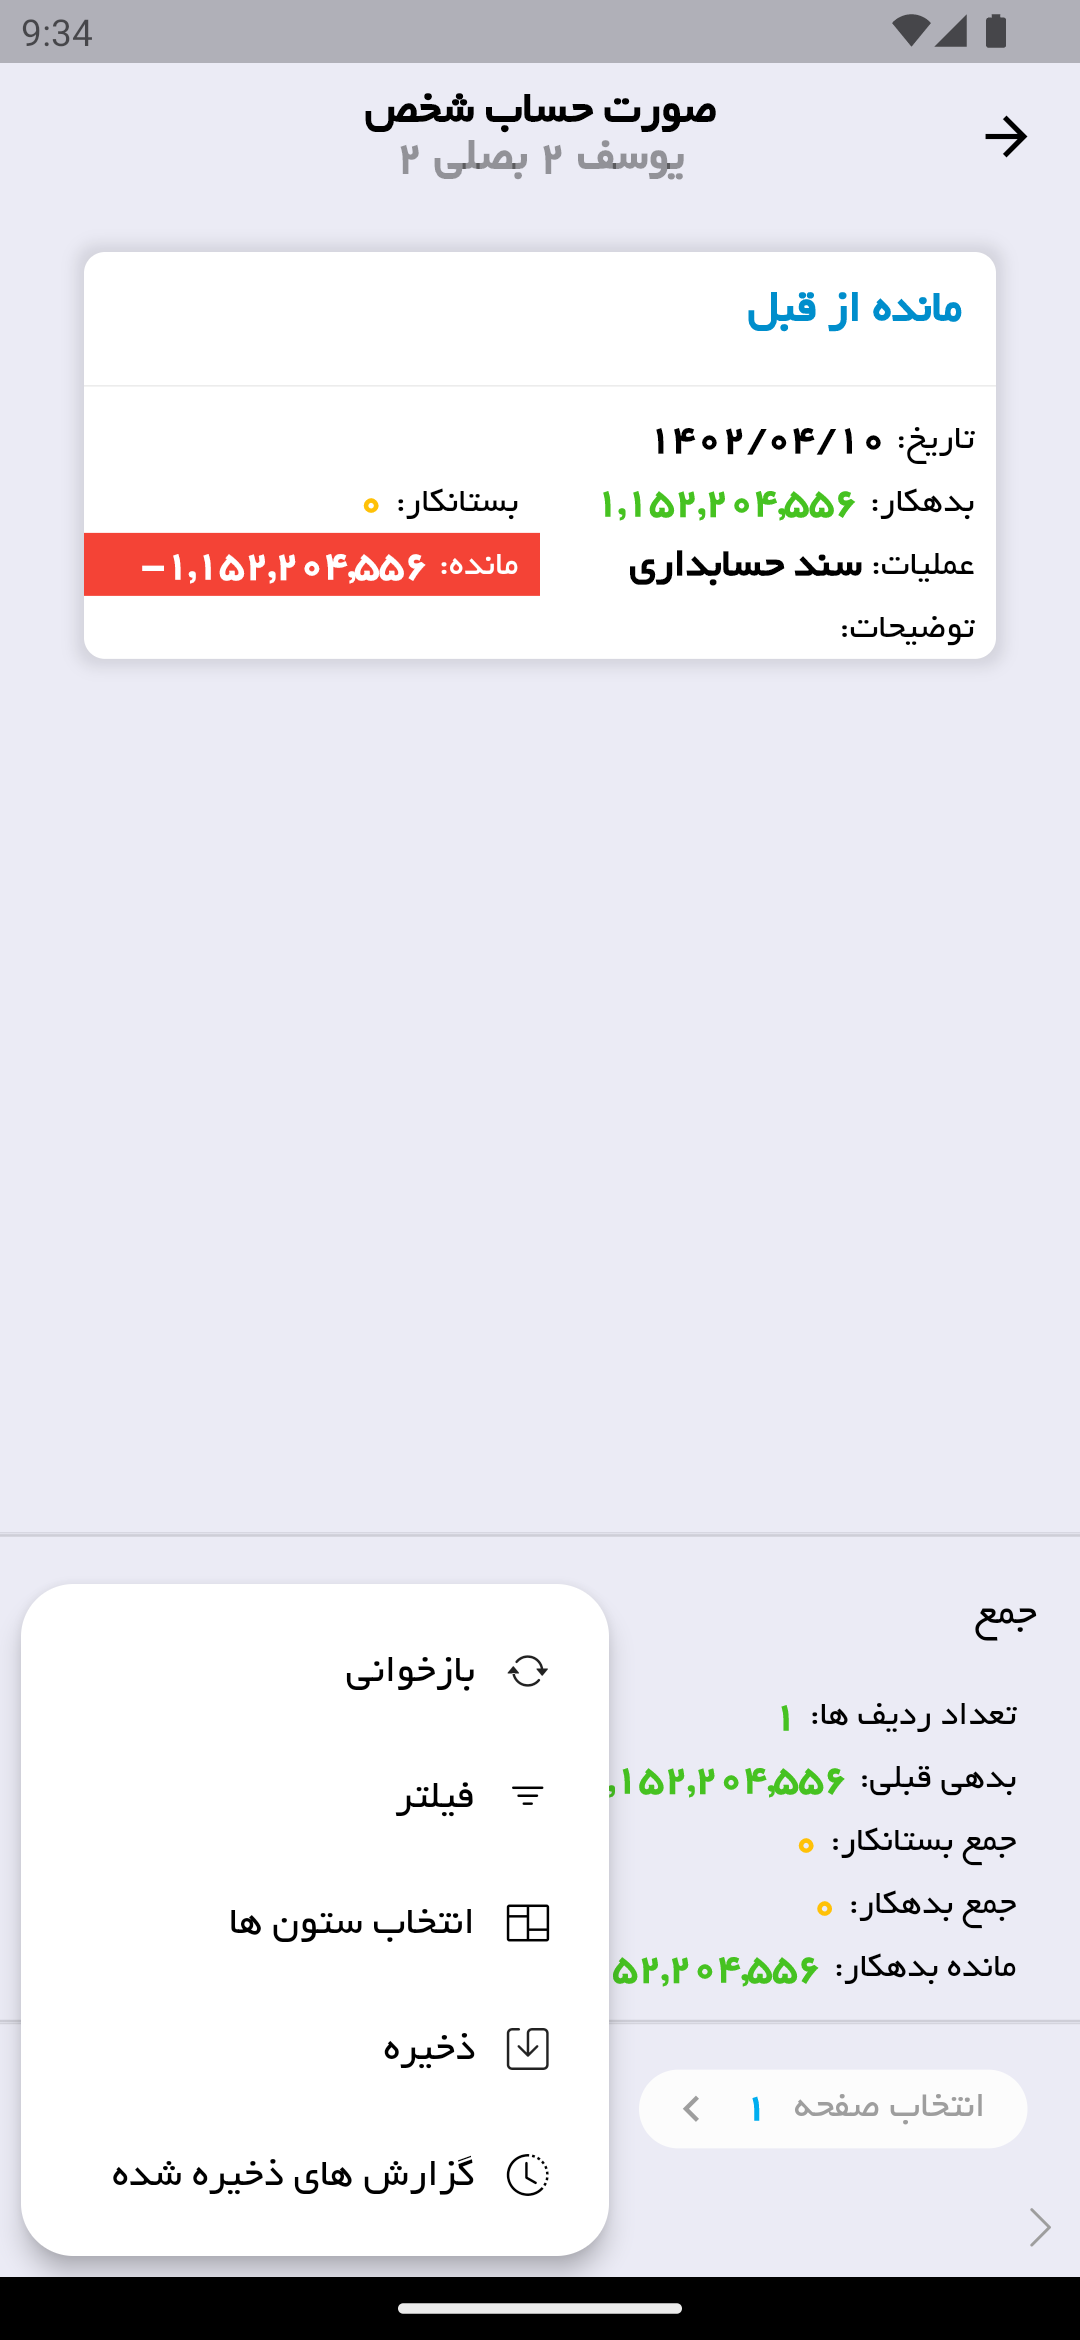 9:34
صورت حساب شخص
یوسف ۲ بصلی ۲
مانده از قبل
تاریخ: ۱۴۰۲/۰۴/۱۰
بدهکار: ۱,۱۵۲,۲۰۴,۵۵۶ بستانکار: ۰
عملیات: سند حسابداری مانده: ۱,۱۵۲,۲۰۴,۵۵۶−
توضیحات:
جمع
تعداد ردیف ها: ۱
بدهی قبلی: ,۱۵۲,۲۰۴,۵۵۶
جمع بستانکار: ۰
جمع بدهکار: ۰
مانده بدهکار: ۵۲,۲۰۴,۵۵۶
انتخاب صفحه ۱
بازخوانی
فیلتر
انتخاب ستون ها
ذخیره
گزارش های ذخیره شده